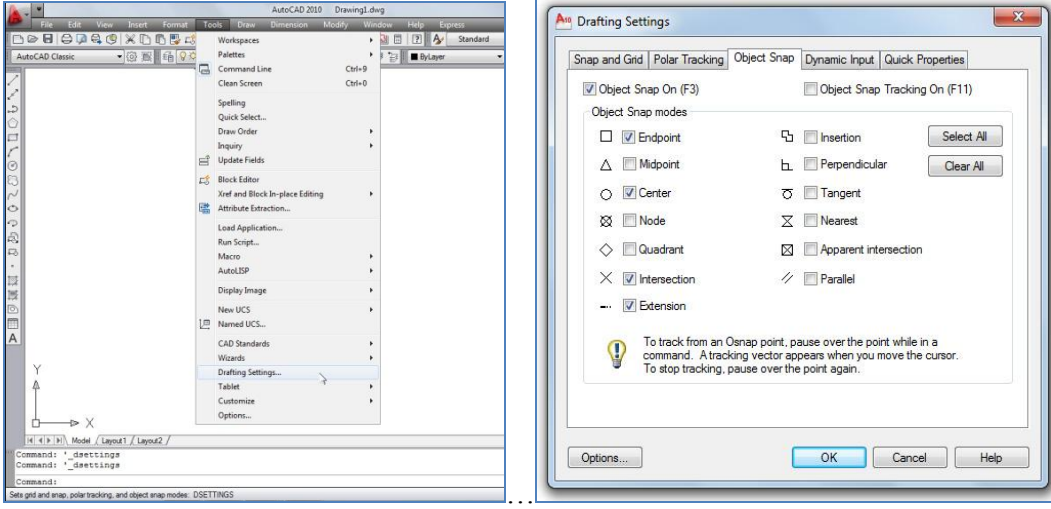 AutoCAD 2010 Drawing1.dwg
File Edit View Insert Format Tools Draw Dimension Modify Window Help Express
Standard
AutoCAD Classic
ByLayer
Workspaces
Palettes
Command Line Ctrl+9
Clean Screen Ctrl+0
Spelling
Quick Select...
Draw Order
Inquiry
Update Fields
Block Editor
Xref and Block In-place Editing
Attribute Extraction...
Load Application...
Run Script...
Macro
AutoLISP
Display Image
New UCS
Named UCS...
CAD Standards
Wizards
Drafting Settings...
Tablet
Customize
Options...
A
Y
X
Model Layout1 Layout2
Command: '_dsettings
Command: '_dsettings
Command:
Sets grid and snap, polar tracking, and object snap modes: DSETTINGS
...
Drafting Settings
Snap and Grid Polar Tracking Object Snap Dynamic Input Quick Properties
Object Snap On (F3) Object Snap Tracking On (F11)
Object Snap modes
Endpoint Insertion Select All
Midpoint Perpendicular Clear All
Center Tangent
Node Nearest
Quadrant Apparent intersection
Intersection Parallel
Extension
To track from an Osnap point, pause over the point while in a
command. A tracking vector appears when you move the cursor.
To stop tracking, pause over the point again.
Options... OK Cancel Help